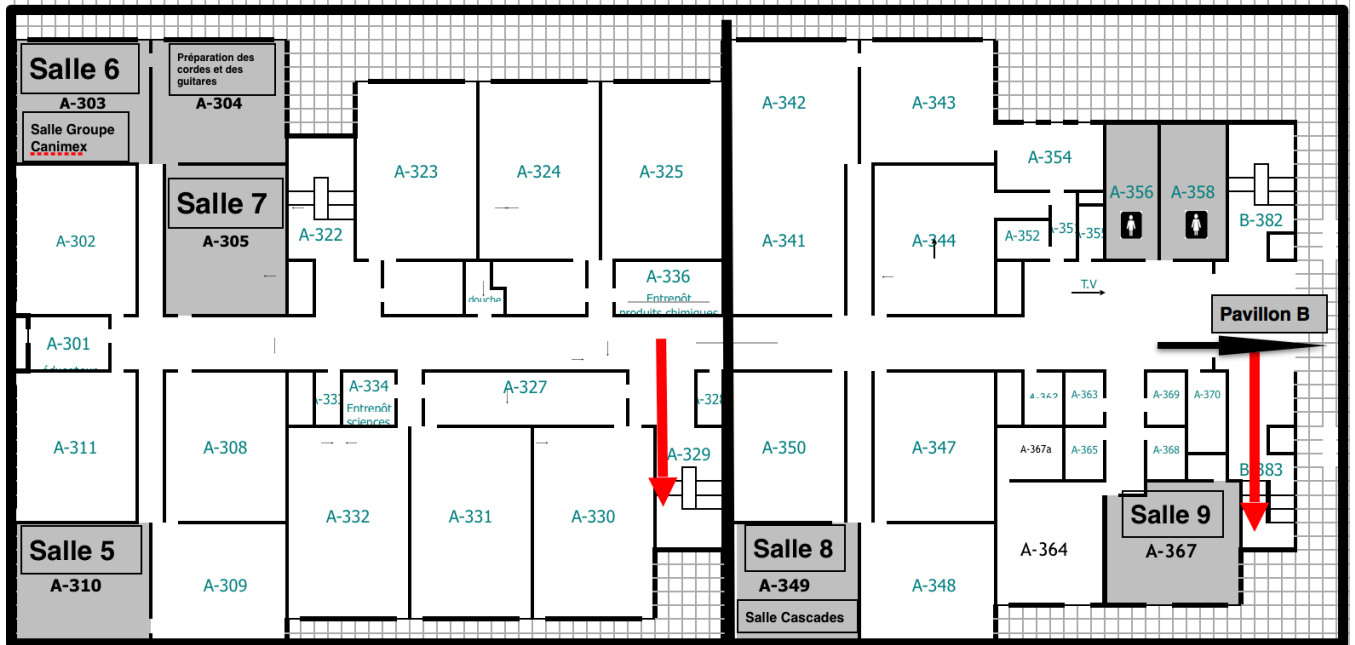 Salle 6
A-303
Salle Groupe
Canimex
Préparation des
cordes et des
guitares
A-304
Salle 7
A-305
A-302
A-301
A-311
A-308
Salle 5
A-310
A-309
A-322
A-323
A-324
A-325
douche
A-336
Entrepôt
produits chimiques
A-334
Entrepôt
sciences
A-327
A-329
A-332
A-331
A-330
A-342
A-343
A-341
A-344
A-354
A-352
A-356
A-358
B-382
T.V
Pavillon B
A-350
A-347
A-363
A-369
A-370
A-367a
A-365
A-368
B-383
Salle 8
A-349
Salle Cascades
A-348
A-364
Salle 9
A-367